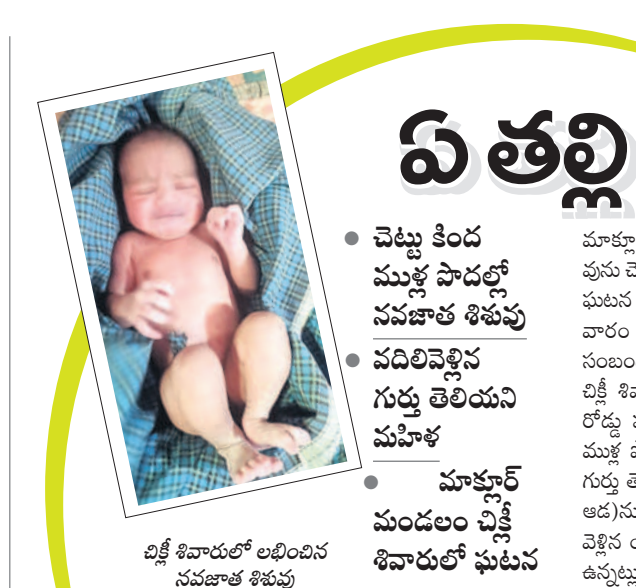 ఏ తల్లి
చెట్టు కింద
ముళ్ల పొదల్లో
నవజాత శిశువు
వదిలివెళ్లిన
గుర్తు తెలియని
మహిళ
మాక్లూర్
మండలం చిక్లీ
శివారులో ఘటన
చిక్లీ శివారులో లభించిన
నవజాత శిశువు
మాక్లూ
వును చె
ఘటన
వారం
సంబం
చిక్లీ
రోడ్డు
ముళ్ల
గుర్తు తె
ఆడ)ను
వెళ్లిన
ఉన్నట్లు